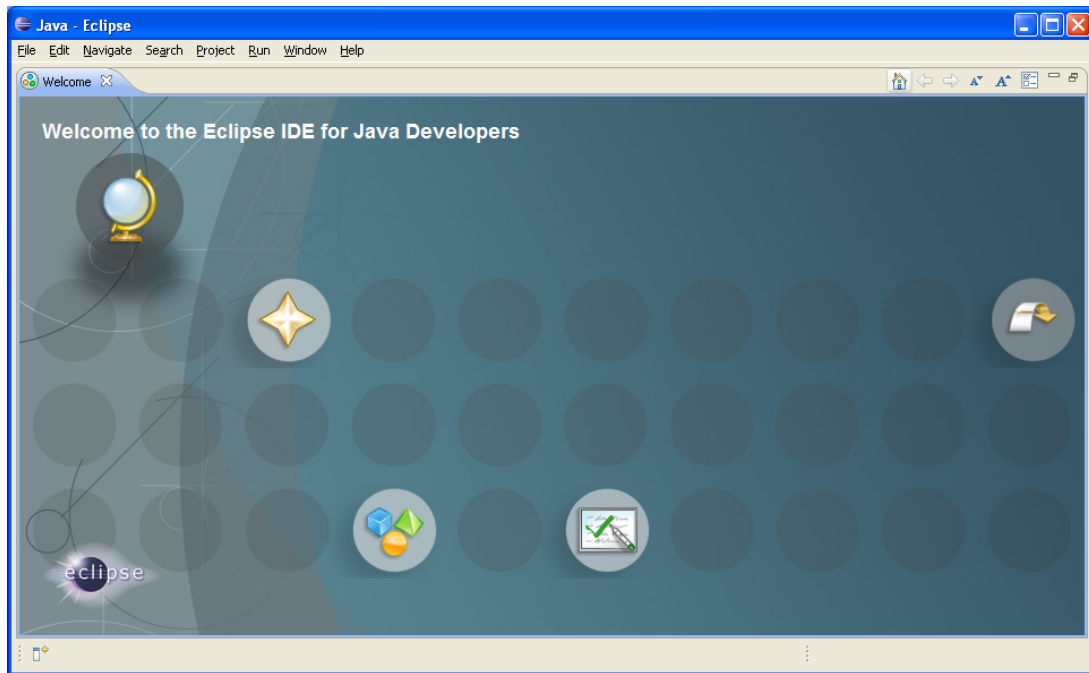 Java - Eclipse
File Edit Navigate Search Project Run Window Help
Welcome
Welcome to the Eclipse IDE for Java Developers
eclipse